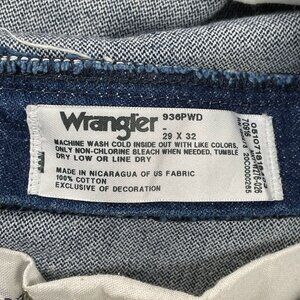 Wrangler 936PWD
-
29 X 32
MACHINE WASH COLD INSIDE OUT WITH LIKE COLORS,
ONLY NON-CHLORINE BLEACH WHEN NEEDED, TUMBLE
DRY LOW OR LINE DRY
MADE IN NICARAGUA OF US FABRIC
100% COTTON
EXCLUSIVE OF DECORATION